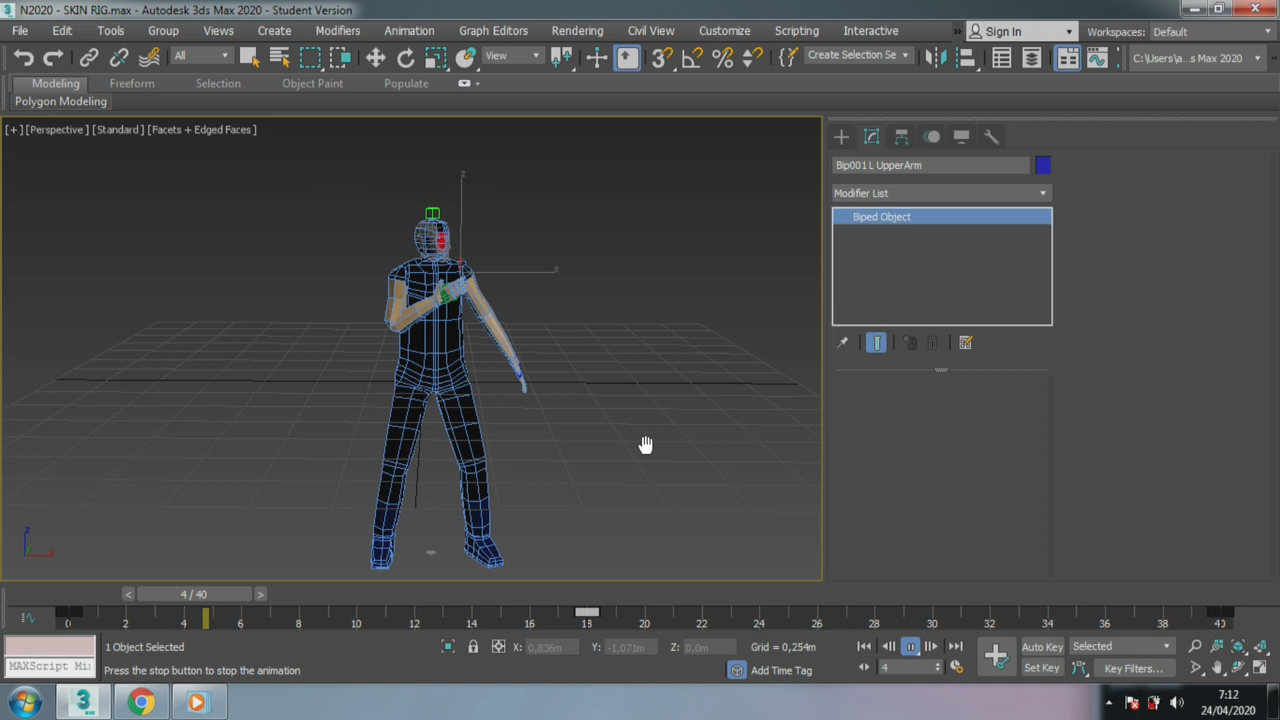 N2020 - SKIN RIG.max - Autodesk 3ds Max 2020 - Student Version
File Edit Tools Group Views Create Modifiers Animation Graph Editors Rendering Civil View Customize Scripting Interactive » Sign In Workspaces: Default
All View Create Selection Se C:\Users\a...s Max 2020
Modeling Freeform Selection Object Paint Populate
Polygon Modeling
[+] [Perspective] [Standard] [Facets + Edged Faces]
Bip001 L UpperArm
Modifier List
Biped Object
z
x
z
x
< 4 / 40 >
0 2 4 6 8 10 12 14 16 18 20 22 24 26 28 30 32 34 36 38 40
1 Object Selected X: 0,836m Y: -1,071m Z: 0,0m Grid = 0,254m Auto Key Selected
MAXScript Mi Press the stop button to stop the animation Add Time Tag 4 Set Key Key Filters...
7:12
24/04/2020